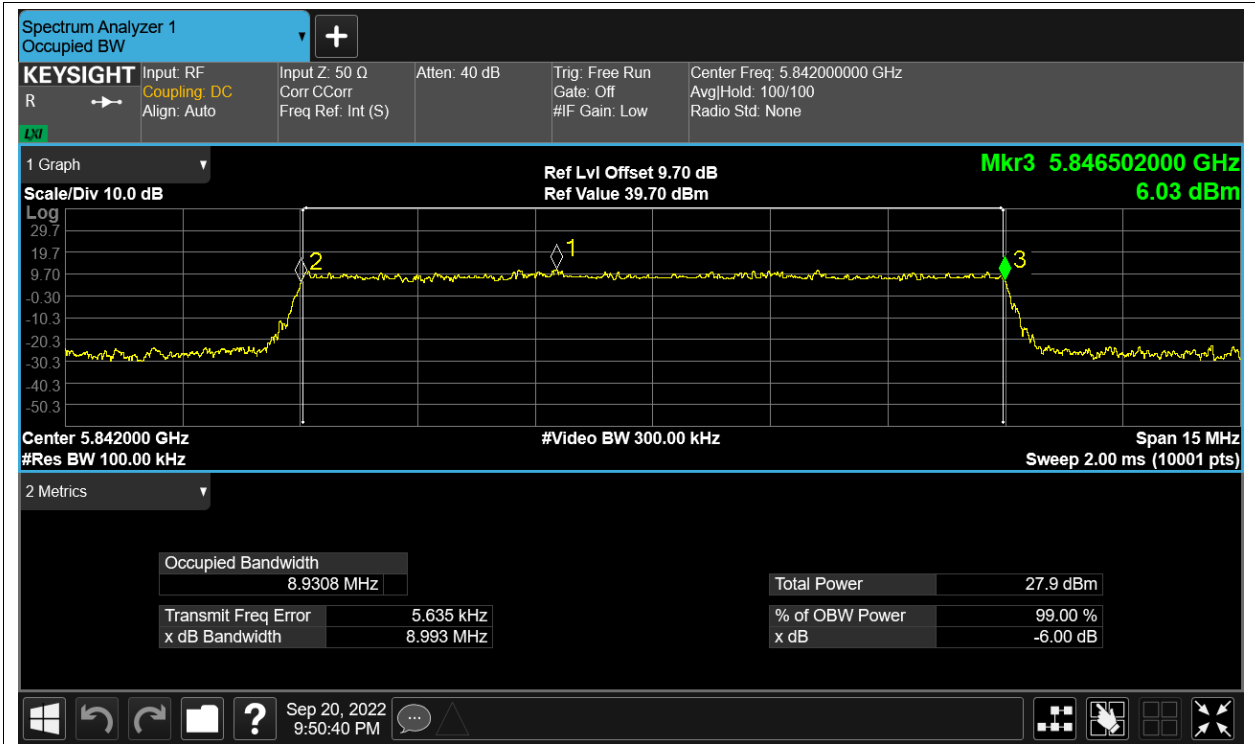 Spectrum Analyzer 1
Occupied BW
KEYSIGHT
R
LXI
Input: RF
Coupling: DC
Align: Auto
Input Z: 50 Ω
Corr CCorr
Freq Ref: Int (S)
Atten: 40 dB
Trig: Free Run
Gate: Off
#IF Gain: Low
Center Freq: 5.842000000 GHz
Avg|Hold: 100/100
Radio Std: None
1 Graph
Scale/Div 10.0 dB
Ref Lvl Offset 9.70 dB
Ref Value 39.70 dBm
Mkr3 5.846502000 GHz
6.03 dBm
Log
29.7
19.7
9.70
-0.30
-10.3
-20.3
-30.3
-40.3
-50.3
2
1
3
Center 5.842000 GHz
#Video BW 300.00 kHz
Span 15 MHz
#Res BW 100.00 kHz
Sweep 2.00 ms (10001 pts)
2 Metrics
Occupied Bandwidth
8.9308 MHz
Transmit Freq Error 5.635 kHz
x dB Bandwidth 8.993 MHz
Total Power 27.9 dBm
% of OBW Power 99.00 %
x dB -6.00 dB
?
Sep 20, 2022
9:50:40 PM